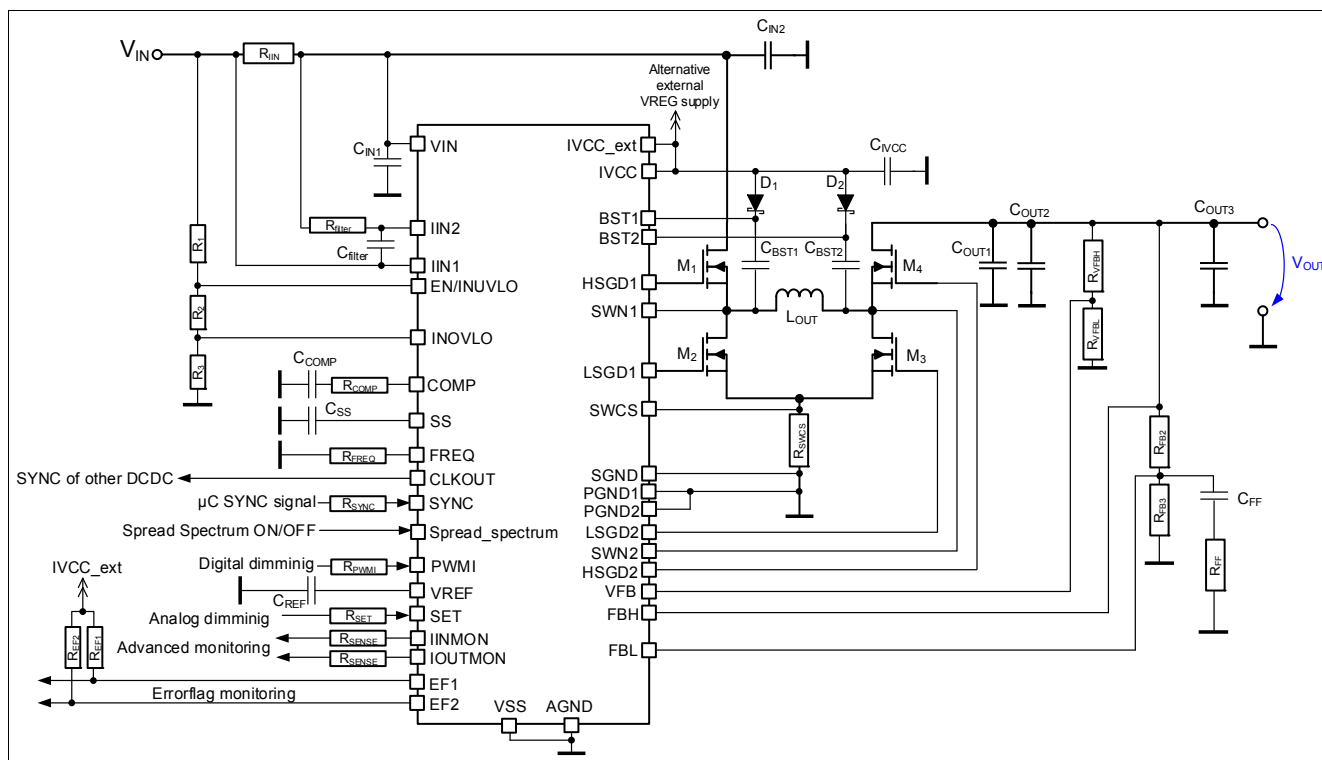 VIN
RIIN
CIN2
Alternative
external
VREG supply
CIN1
VIN
IVCC_ext
IVCC
CIVCC
D1
D2
BST1
BST2
CBST1
CBST2
Rfilter
Cfilter
IIN2
IIN1
R1
R2
R3
EN/INUVLO
INOVLO
HSGD1
SWN1
LSGD1
M1
M2
M3
M4
LOUT
COUT1
COUT2
COUT3
RVFBH
RVFBL
VOUT
CCOMP
RCOMP
COMP
CSS
SS
RFREQ
FREQ
SWCS
RSWCS
SGND
PGND1
PGND2
LSGD2
SWN2
HSGD2
VFB
FBH
FBL
RFB2
RFB3
CFF
RFF
SYNC of other DCDC
CLKOUT
µC SYNC signal
RSYNC
SYNC
Spread Spectrum ON/OFF
Spread_spectrum
IVCC_ext
Digital dimminig
RPWMI
PWMI
CREF
VREF
Analog dimminig
RSET
SET
Advanced monitoring
RSENSE
IINMON
RSENSE
IOUTMON
REF2
REF1
EF1
Errorflag monitoring
EF2
VSS
AGND